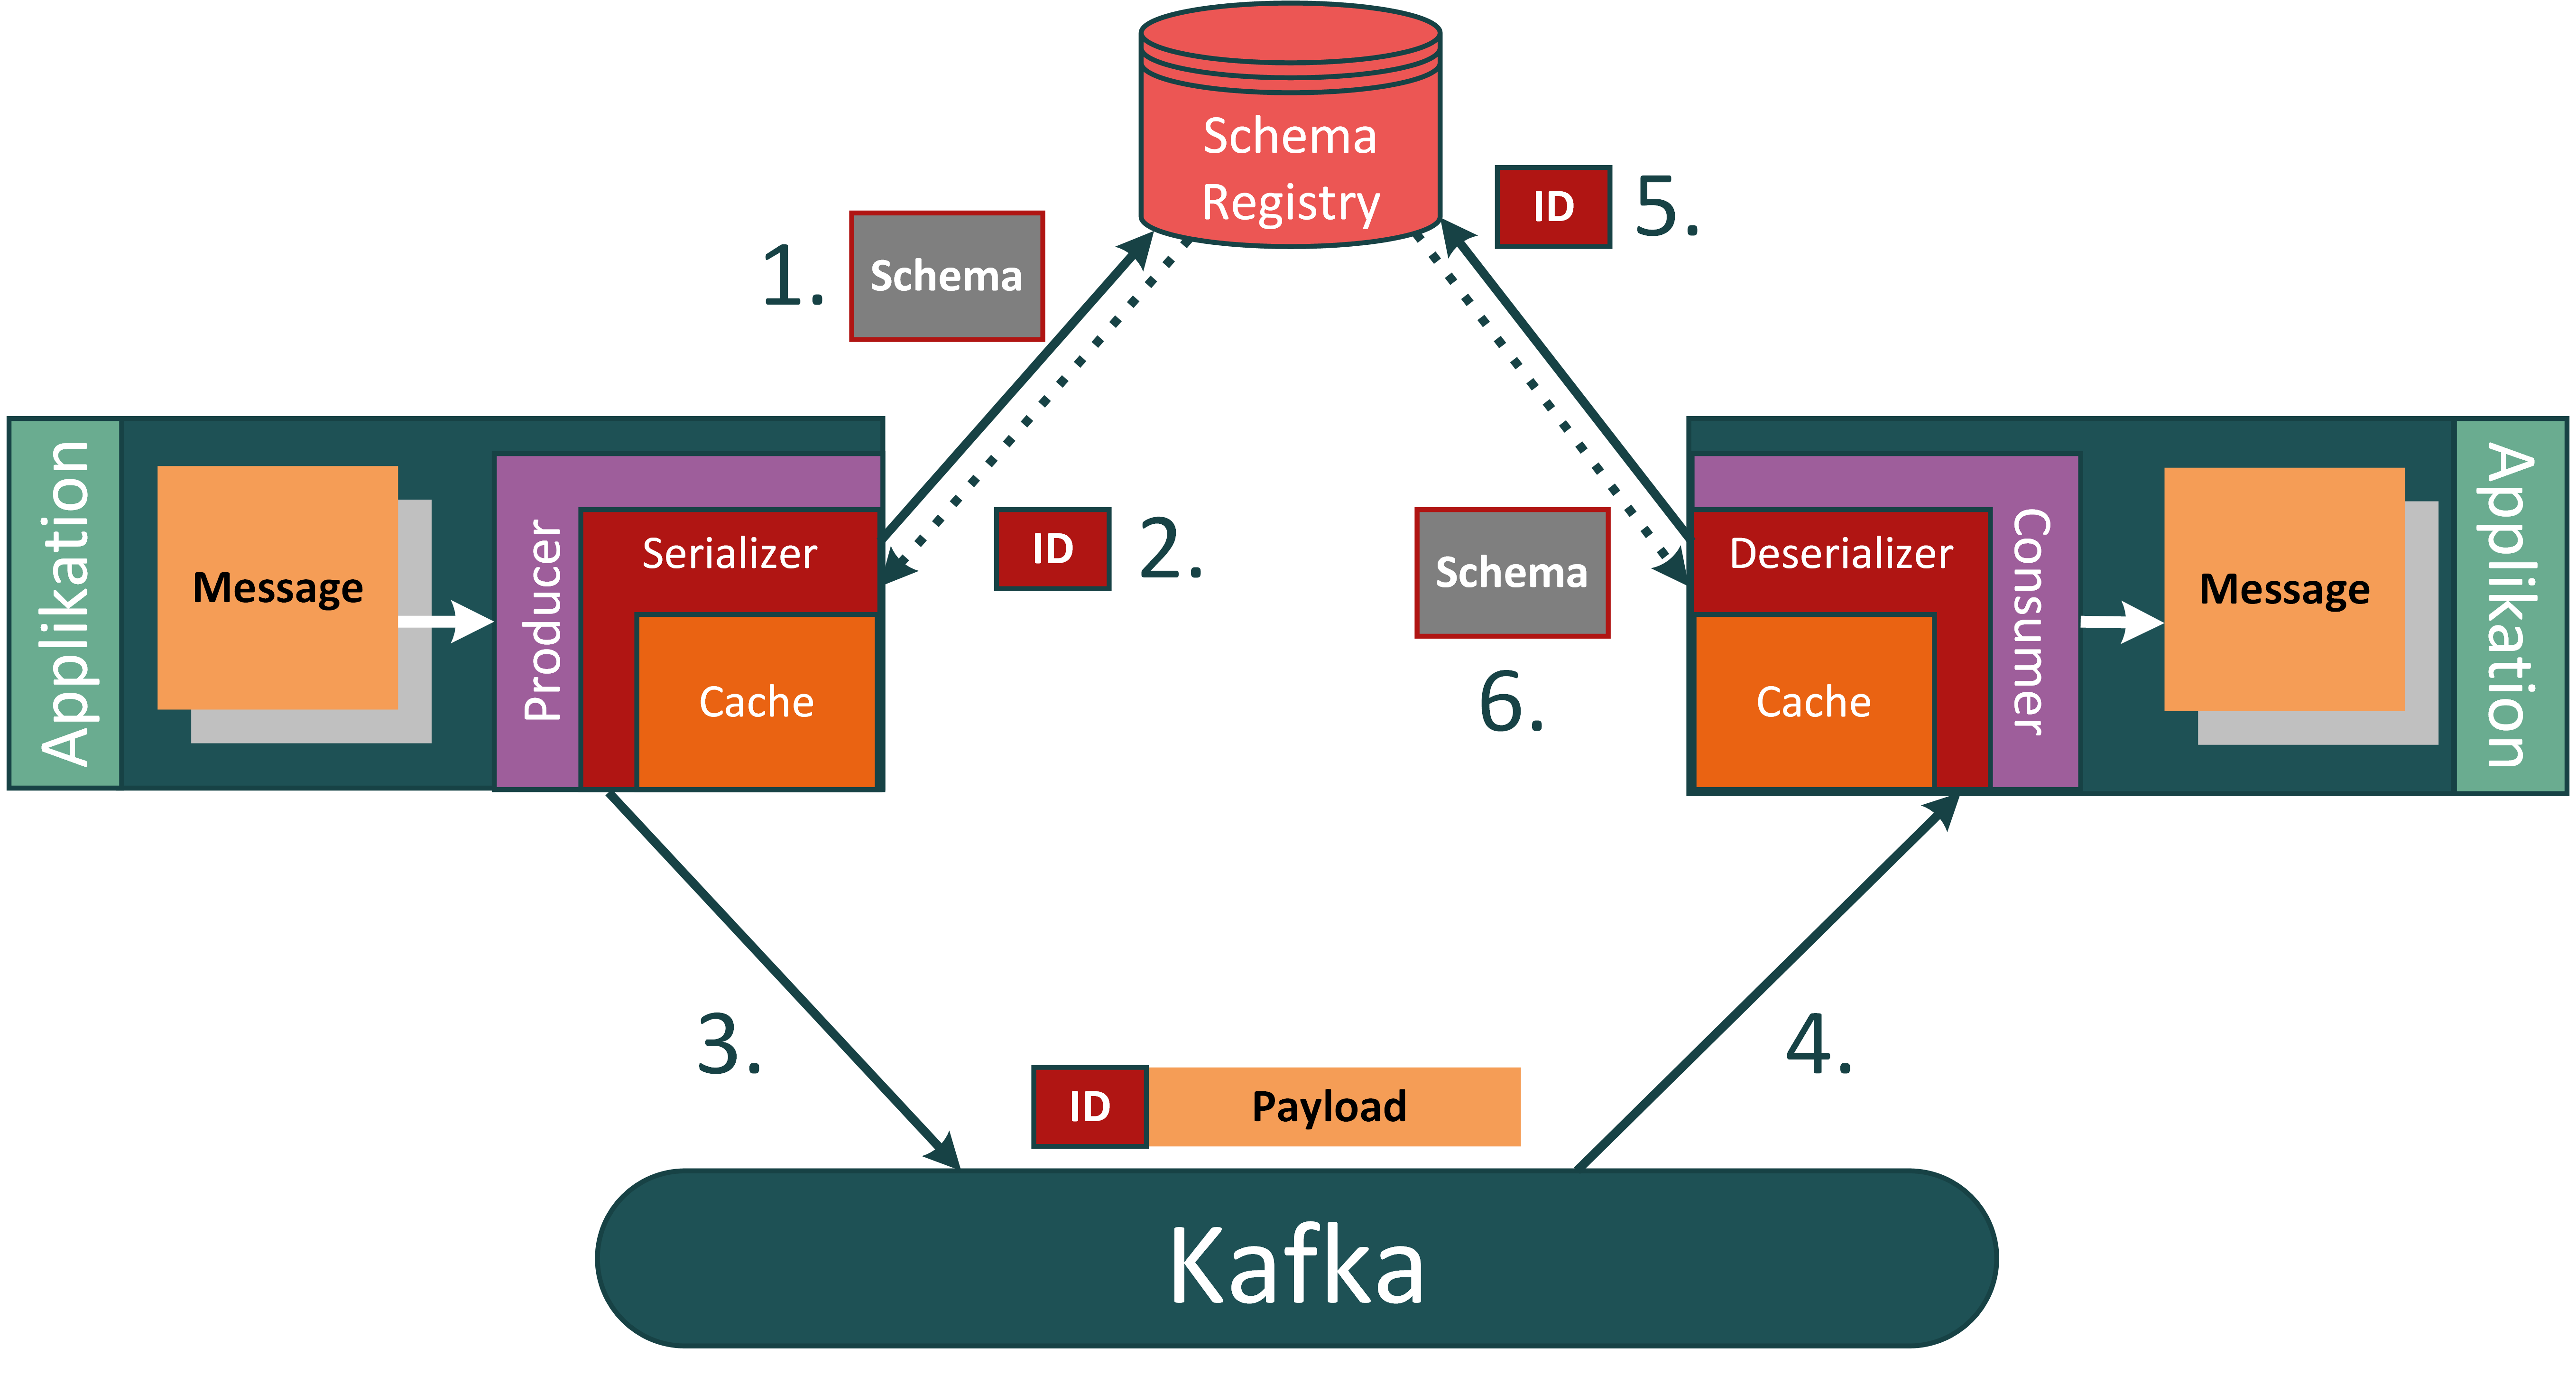 Schema
Registry
1.
Schema
ID
5.
Applikation
Message
Producer
Serializer
Cache
ID
2.
Schema
6.
Deserializer
Cache
Consumer
Message
Applikation
3.
ID
Payload
4.
Kafka